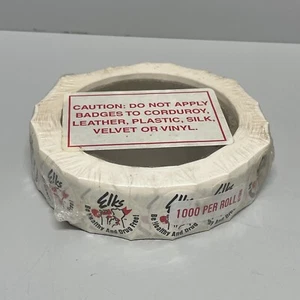 CAUTION: DO NOT APPLY
BADGES TO CORDUROY,
LEATHER, PLASTIC, SILK,
VELVET OR VINYL.
Elks
Be Healthy And Drug Free!
1000 PER ROLL